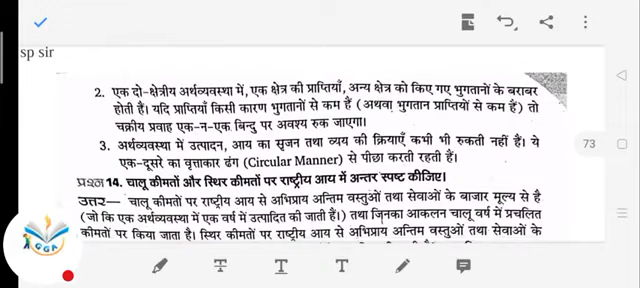 sp sir
2. एक दो-क्षेत्रीय अर्थव्यवस्था में, एक क्षेत्र की प्राप्तियाँ, अन्य क्षेत्र को किए गए भुगतानों के बराबर
होती हैं। यदि प्राप्तियाँ किसी कारण भुगतानों से कम हैं (अथवा भुगतान प्राप्तियों से कम हैं) तो
चक्रीय प्रवाह एक-न-एक बिन्दु पर अवश्य रुक जाएगा।
3. अर्थव्यवस्था में उत्पादन, आय का सृजन तथा व्यय की क्रियाएँ कभी भी रुकती नहीं हैं। ये
एक-दूसरे का वृत्ताकार ढंग (Circular Manner) से पीछा करती रहती हैं।
73
प्रश्न 14. चालू कीमतों और स्थिर कीमतों पर राष्ट्रीय आय में अन्तर स्पष्ट कीजिए।
उत्तर— चालू कीमतों पर राष्ट्रीय आय से अभिप्राय अन्तिम वस्तुओं तथा सेवाओं के बाजार मूल्य से है
(जो कि एक अर्थव्यवस्था में एक वर्ष में उत्पादित की जाती हैं।) तथा जिनका आकलन चालू वर्ष में प्रचलित
कीमतों पर किया जाता है। स्थिर कीमतों पर राष्ट्रीय आय से अभिप्राय अन्तिम वस्तुओं तथा सेवाओं के